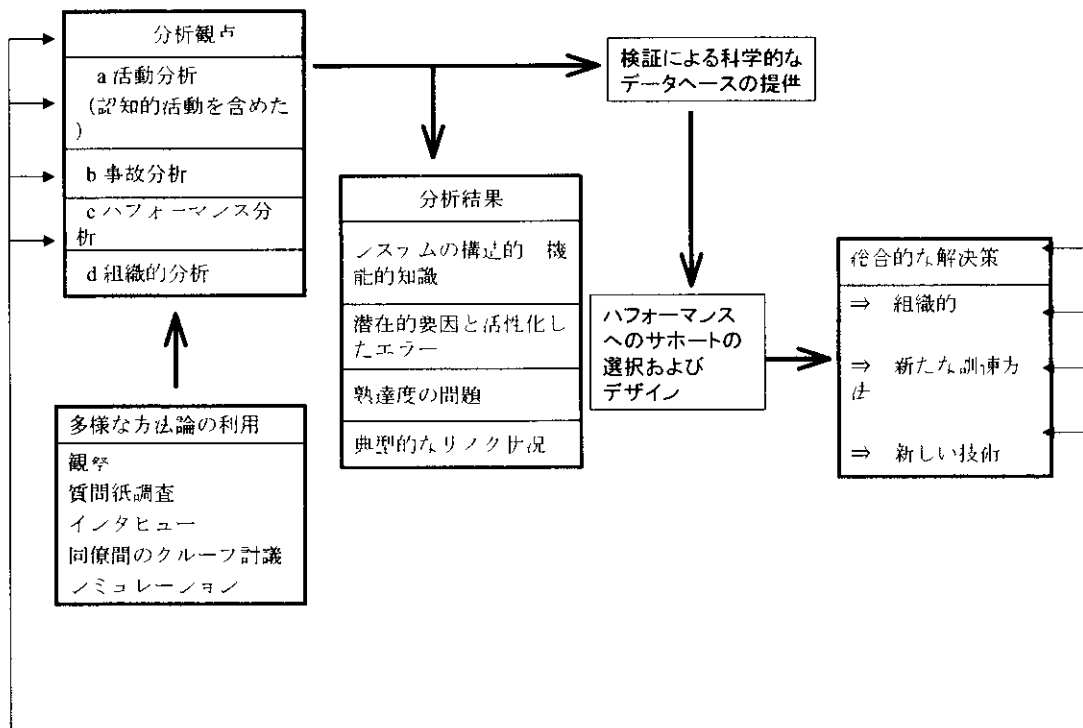 分析観点
a 活動分析
(認知的活動を含めた
)
b 事故分析
c ハフォーマンス分
析
d 組織的分析
多様な方法論の利用
観察
質問紙調査
インタヒュー
同僚間のクルーフ討議
シミュレーション
分析結果
システムの構造的 機
能的知識
潜在的要因と活性化し
たエラー
熟達度の問題
典型的なリスク状況
検証による科学的な
データヘースの提供
ハフォーマンス
へのサホートの
選択および
デザイン
総合的な解決策
⇒ 組織的
⇒ 新たな訓練方
法
⇒ 新しい技術